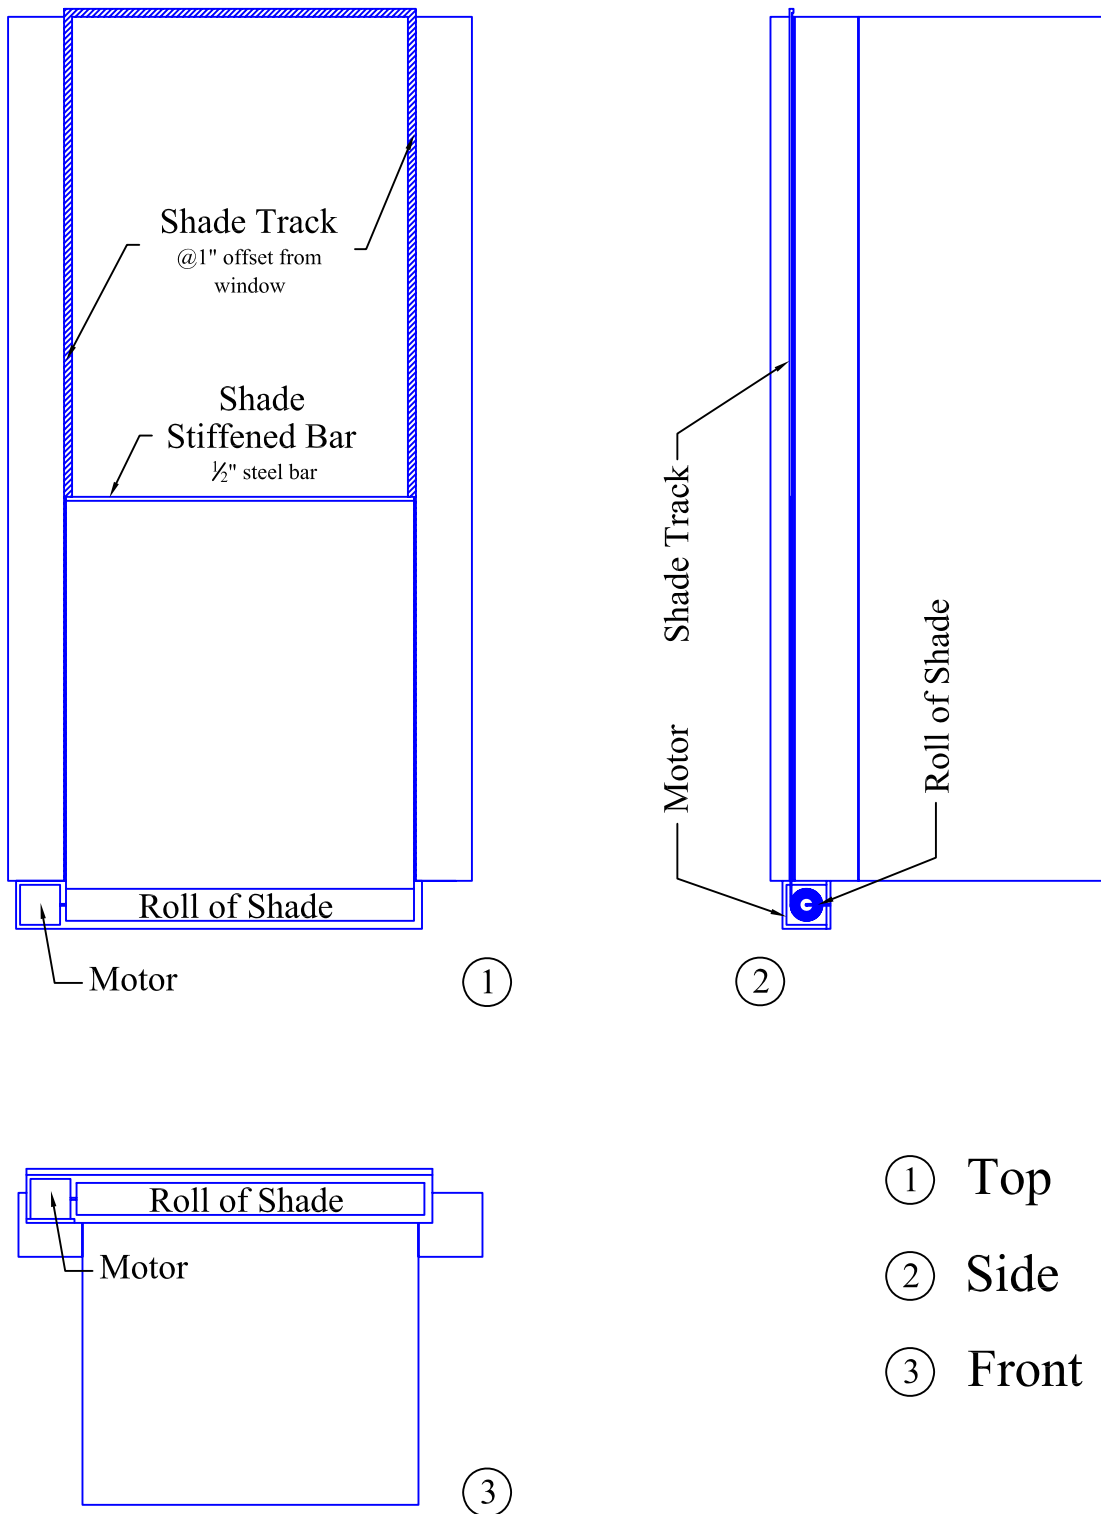 Shade Track
@1" offset from
window
Shade
Stiffened Bar
½" steel bar
Roll of Shade
Motor
1
Shade Track
Motor
Roll of Shade
2
Roll of Shade
Motor
3
1 Top
2 Side
3 Front